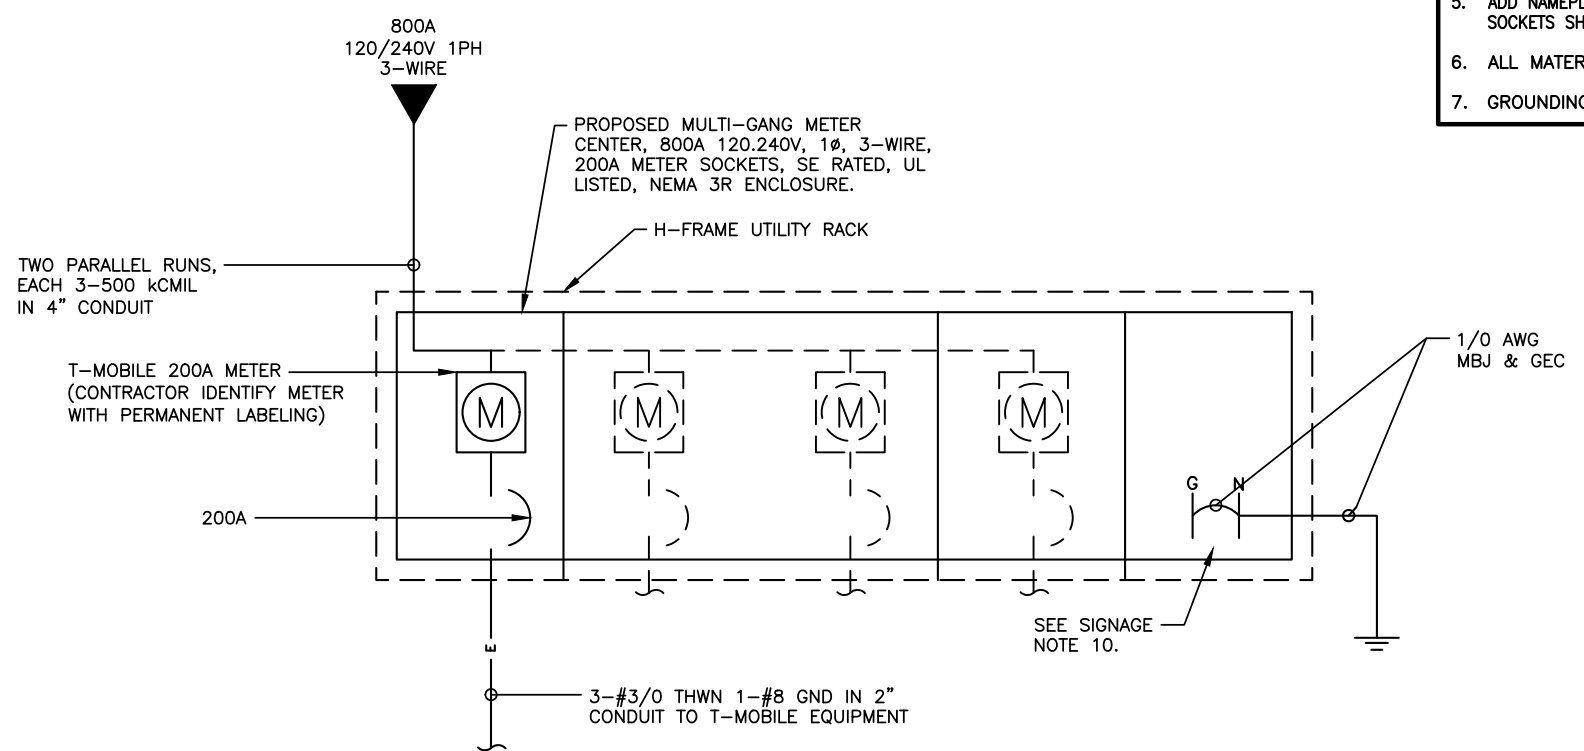 800A
120/240V 1PH
3-WIRE
5. ADD NAMEPL
SOCKETS SH
6. ALL MATER
7. GROUNDING
PROPOSED MULTI-GANG METER
CENTER, 800A 120.240V, 1ø, 3-WIRE,
200A METER SOCKETS, SE RATED, UL
LISTED, NEMA 3R ENCLOSURE.
H-FRAME UTILITY RACK
TWO PARALLEL RUNS,
EACH 3-500 kCMIL
IN 4" CONDUIT
T-MOBILE 200A METER
(CONTRACTOR IDENTIFY METER
WITH PERMANENT LABELING)
1/0 AWG
MBJ & GEC
M M M M
G N
200A
SEE SIGNAGE
NOTE 10.
E
3-#3/0 THWN 1-#8 GND IN 2"
CONDUIT TO T-MOBILE EQUIPMENT